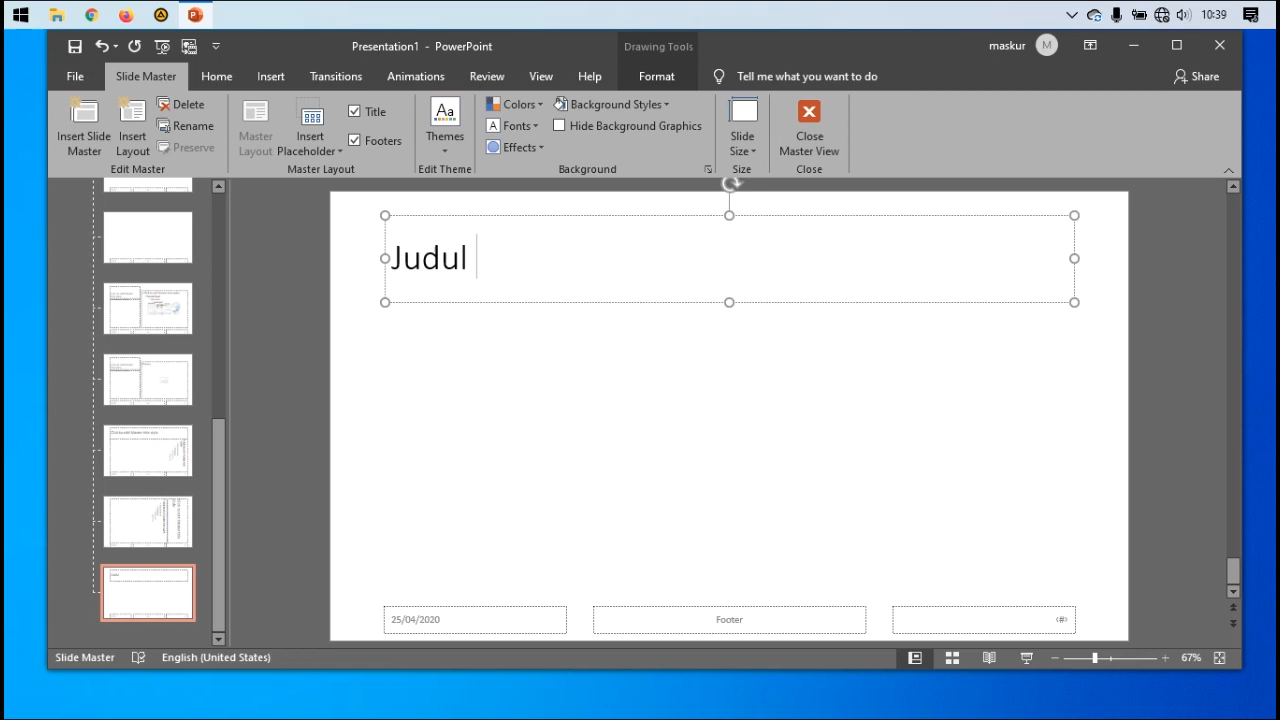 10:39
Presentation1 - PowerPoint
Drawing Tools
maskur
M
File
Slide Master
Home
Insert
Transitions
Animations
Review
View
Help
Format
Tell me what you want to do
Share
Insert Slide Master
Insert Layout
Delete
Rename
Preserve
Edit Master
Master Layout
Insert Placeholder
Title
Footers
Master Layout
Aa
Themes
Edit Theme
Colors
A Fonts
Effects
Background Styles
Hide Background Graphics
Background
Slide Size
Size
Close Master View
Close
Judul
25/04/2020
Footer
‹#›
Slide Master
English (United States)
67%